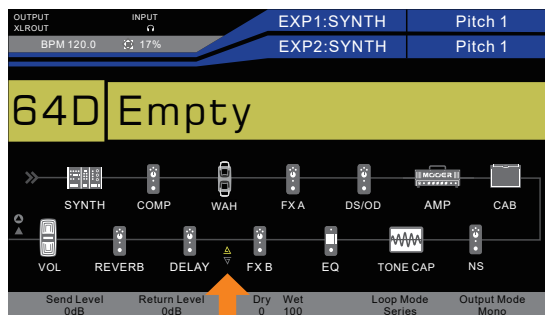 OUTPUT INPUT EXP1:SYNTH Pitch 1
XLROUT
BPM 120.0 17% EXP2:SYNTH Pitch 1
64D Empty
MOOER
SYNTH COMP WAH FX A DS/OD AMP CAB
VOL REVERB DELAY FX B EQ TONE CAP NS
Send Level Return Level Dry Wet Loop Mode Output Mode
0dB 0dB 0 100 Series Mono